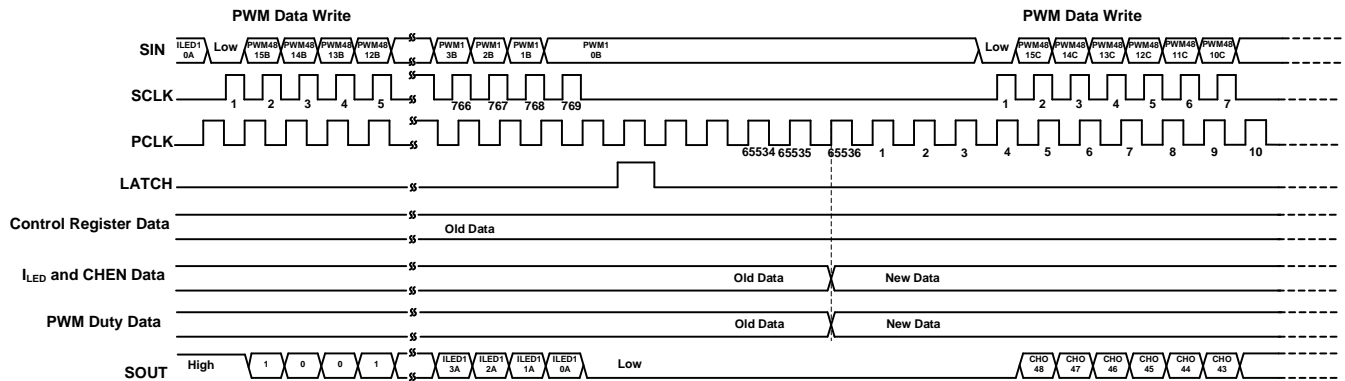 PWM Data Write
PWM Data Write
SIN
ILED1 0A
Low
PWM48 15B
PWM48 14B
PWM48 13B
PWM48 12B
PWM1 3B
PWM1 2B
PWM1 1B
PWM1 0B
Low
PWM48 15C
PWM48 14C
PWM48 13C
PWM48 12C
PWM48 11C
PWM48 10C
SCLK
1 2 3 4 5 766 767 768 769 1 2 3 4 5 6 7
PCLK
65534 65535 65536 1 2 3 4 5 6 7 8 9 10
LATCH
Control Register Data
Old Data
ILED and CHEN Data
Old Data
New Data
PWM Duty Data
Old Data
New Data
SOUT
High
1 0 0 1
ILED1 3A
ILED1 2A
ILED1 1A
ILED1 0A
Low
CHO 48
CHO 47
CHO 46
CHO 45
CHO 44
CHO 43